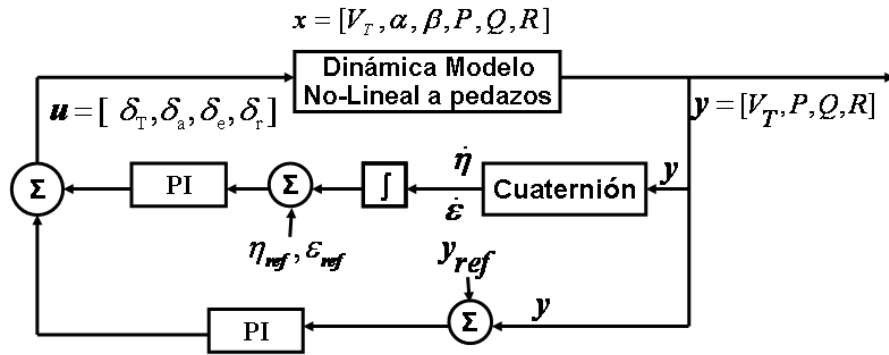 x = [V_T, α, β, P, Q, R]
Dinámica Modelo
No-Lineal a pedazos
u = [ δ_T, δ_a, δ_e, δ_r ]
y = [V_T, P, Q, R]
Σ
PI
Σ
∫
η̇
ε̇
Cuaternión
y
η_ref, ε_ref
y_ref
PI
Σ
y